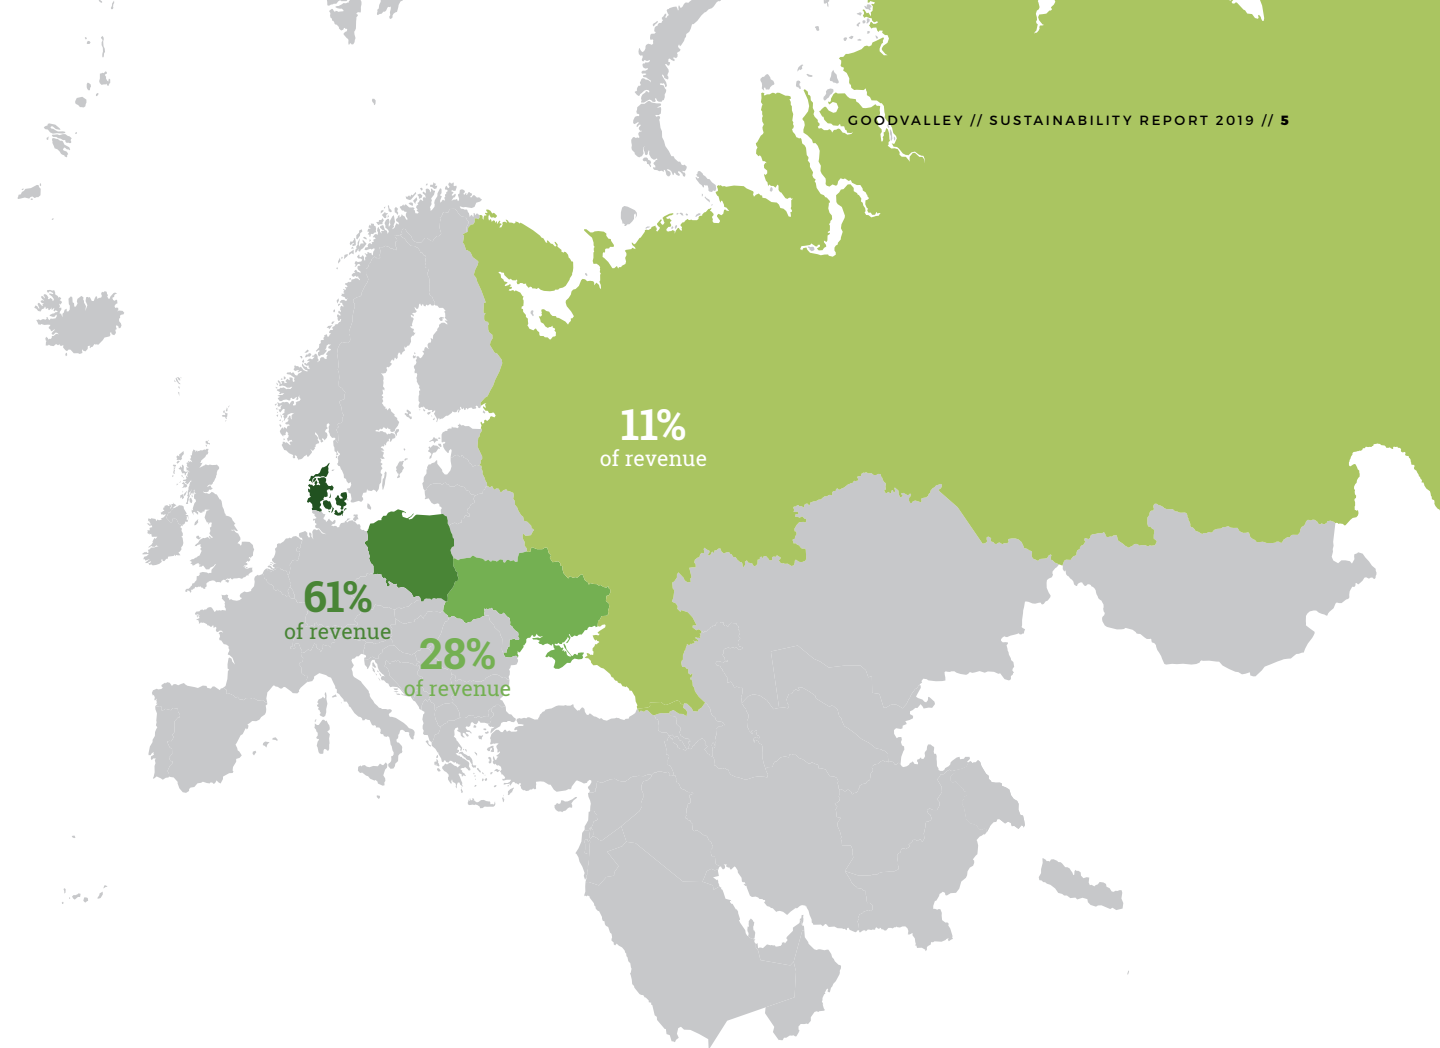 GOODVALLEY // SUSTAINABILITY REPORT 2019 // 5
11%
of revenue
61%
of revenue
28%
of revenue